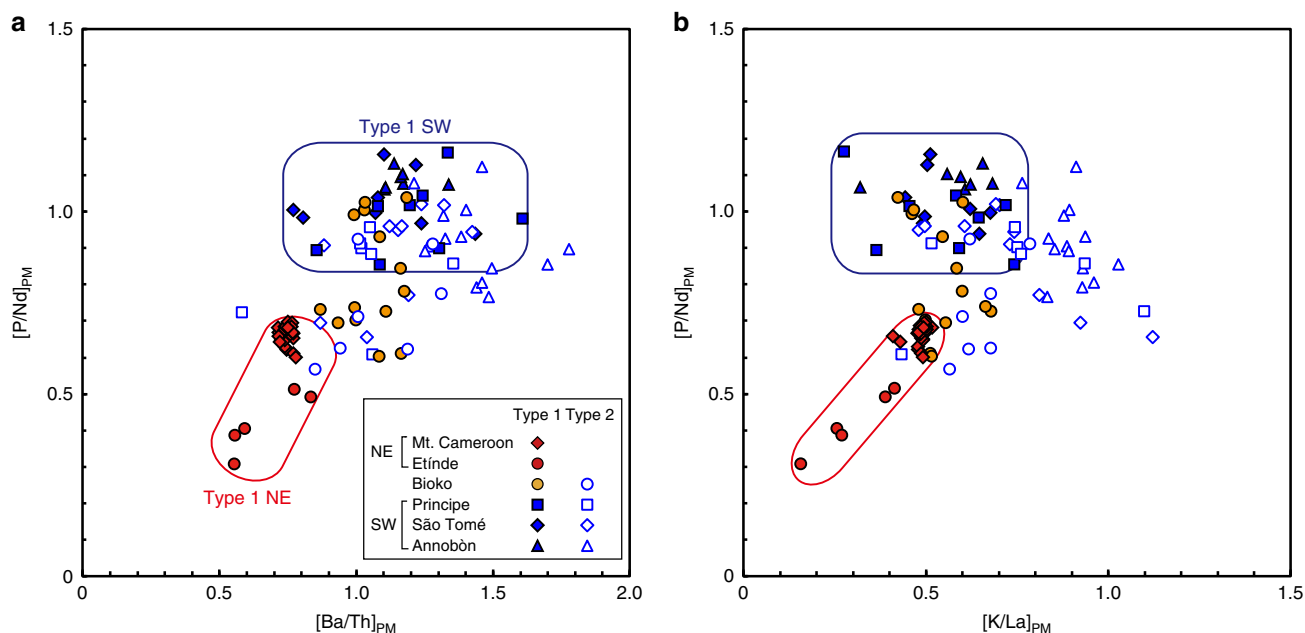 a
1.5
1.0
0.5
0
[P/Nd]PM
Type 1 SW
Type 1 NE
Type 1 Type 2
NE
Mt. Cameroon
Etínde
Bioko
SW
Principe
São Tomé
Annobòn
0 0.5 1.0 1.5 2.0
[Ba/Th]PM
b
1.5
1.0
0.5
0
[P/Nd]PM
0 0.5 1.0 1.5
[K/La]PM